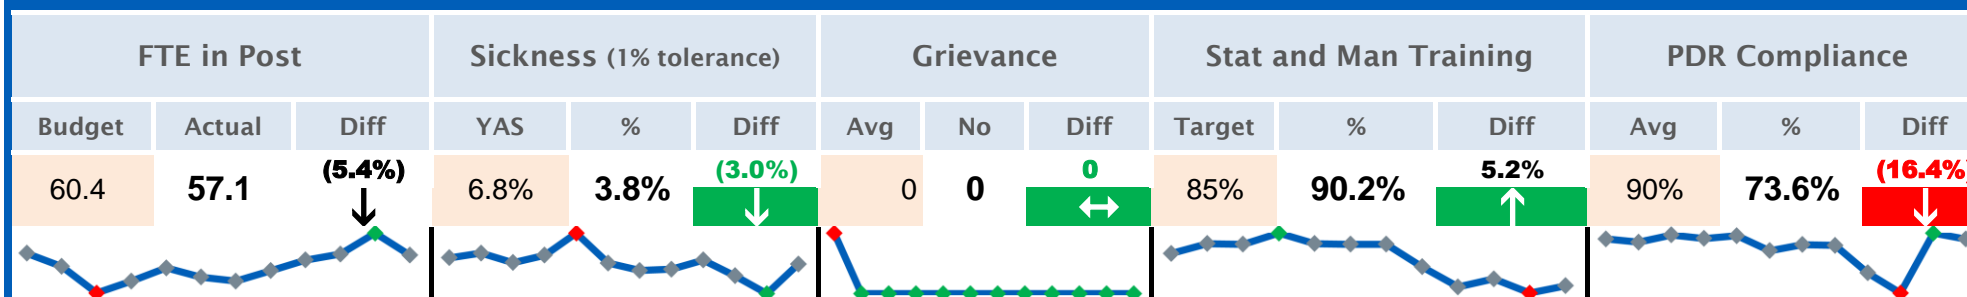 FTE in Post Sickness (1% tolerance) Grievance Stat and Man Training PDR Compliance
Budget Actual Diff YAS % Diff Avg No Diff Target % Diff Avg % Diff
60.4 57.1 (5.4%) 6.8% 3.8% (3.0%) 0 0 0 85% 90.2% 5.2% 90% 73.6% (16.4%)